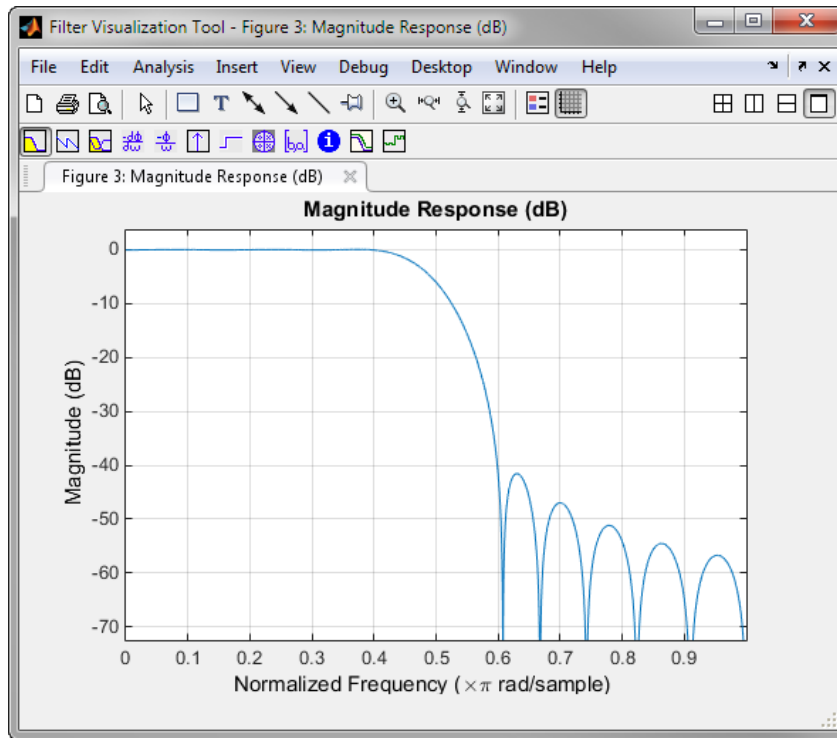 Filter Visualization Tool - Figure 3: Magnitude Response (dB)
File Edit Analysis Insert View Debug Desktop Window Help
Figure 3: Magnitude Response (dB)
Magnitude Response (dB)
0
-10
-20
-30
-40
-50
-60
-70
Magnitude (dB)
0 0.1 0.2 0.3 0.4 0.5 0.6 0.7 0.8 0.9
Normalized Frequency (×π rad/sample)